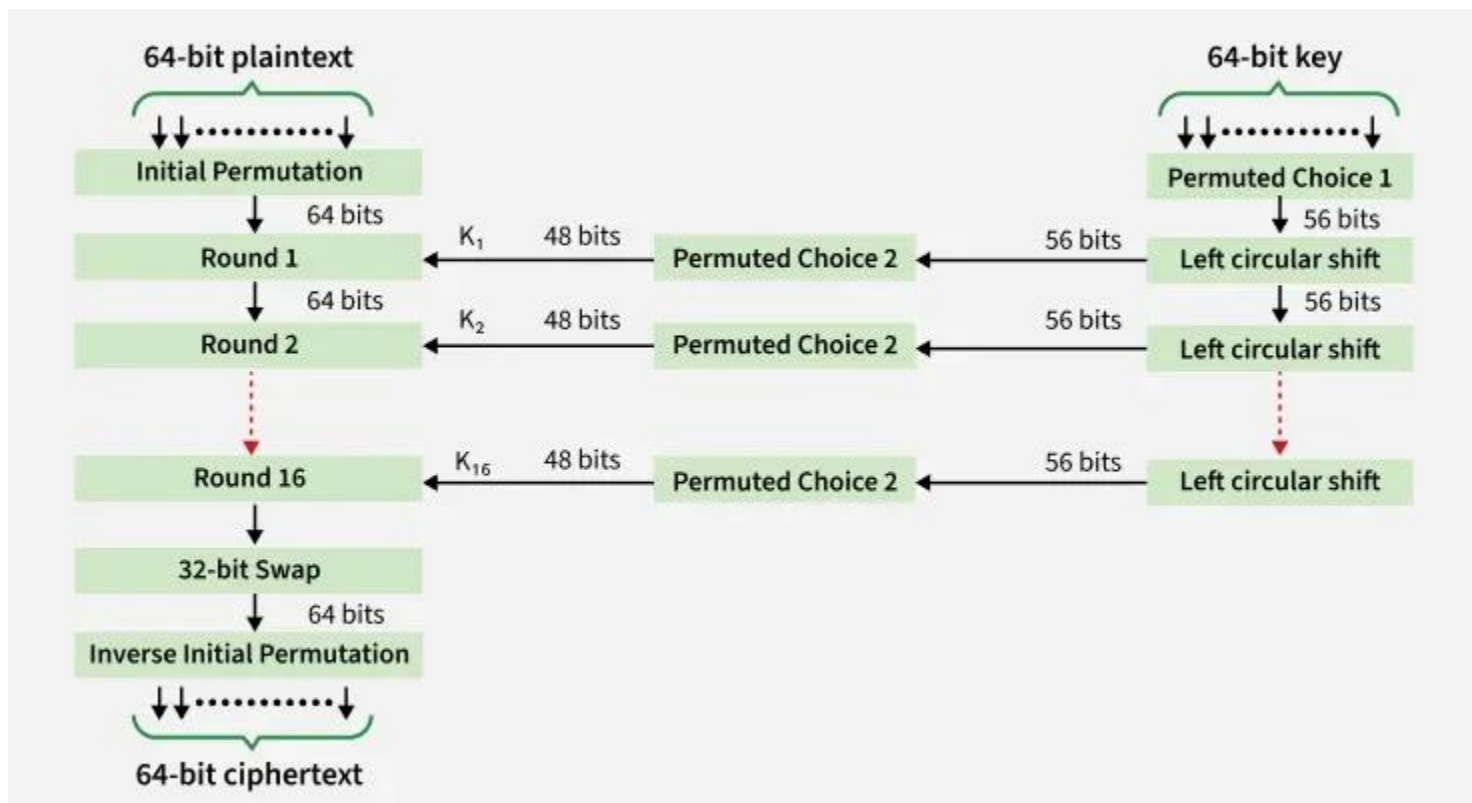 64-bit plaintext
64-bit key
Initial Permutation
Permuted Choice 1
64 bits
56 bits
Round 1
K₁
48 bits
Permuted Choice 2
56 bits
Left circular shift
64 bits
56 bits
Round 2
K₂
48 bits
Permuted Choice 2
56 bits
Left circular shift
Round 16
K₁₆
48 bits
Permuted Choice 2
56 bits
Left circular shift
32-bit Swap
64 bits
Inverse Initial Permutation
64-bit ciphertext